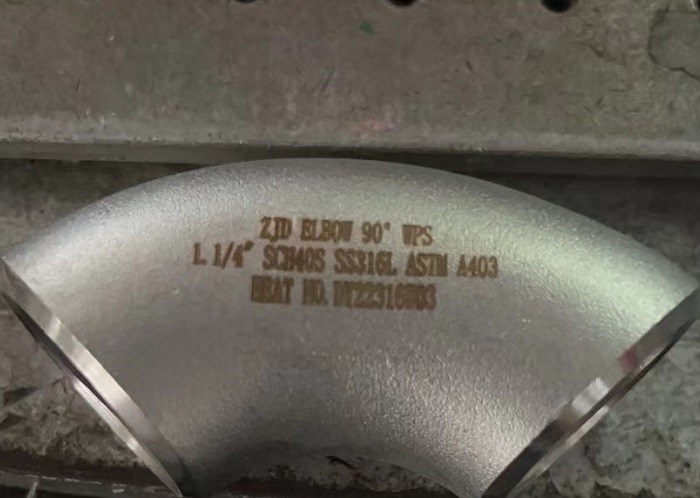 ZJD ELBOW 90° WPS
1. 1/4" SCH40S SS316L ASTM A403
HEAT NO.